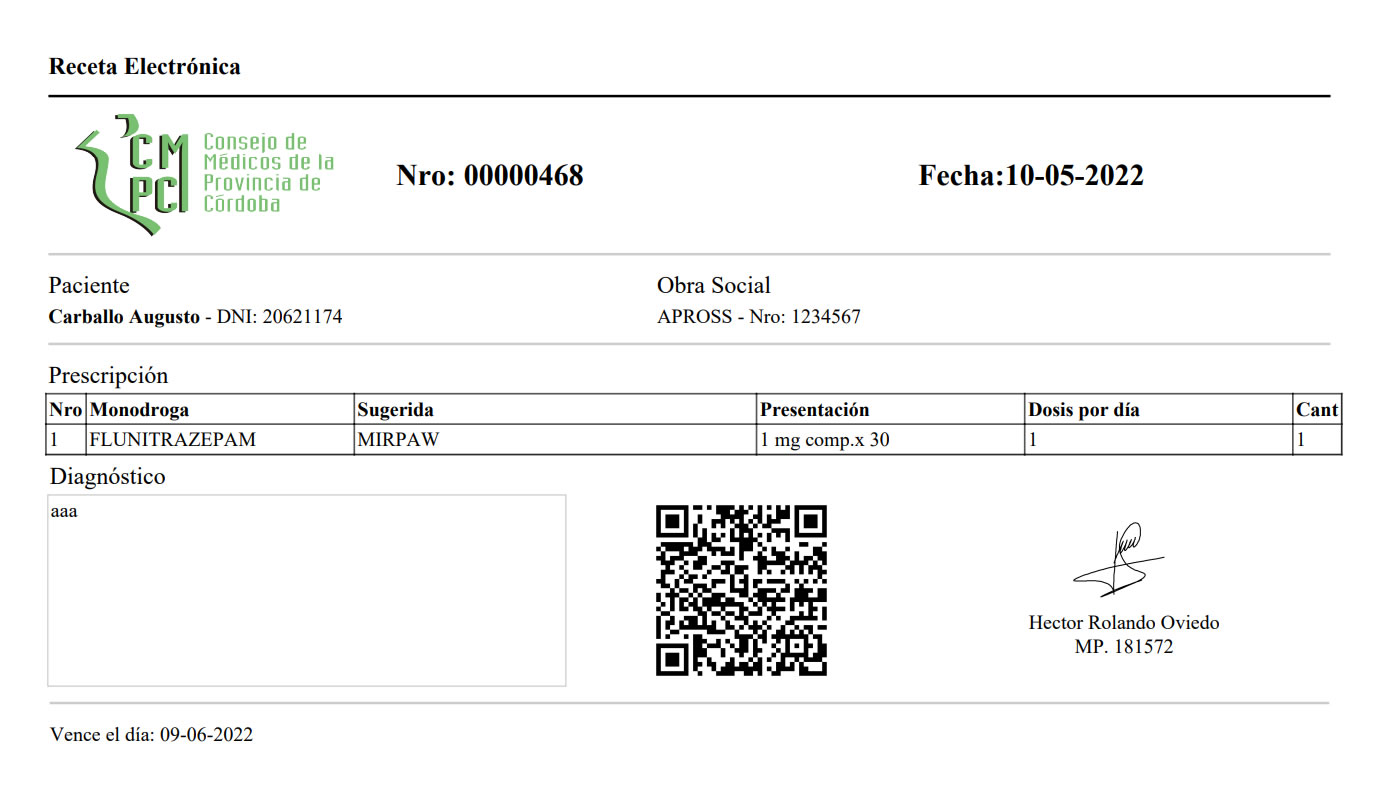 Receta Electrónica
CM
PC
Consejo de
Médicos de la
Provincia de
Córdoba
Nro: 00000468
Fecha:10-05-2022
Paciente
Obra Social
Carballo Augusto - DNI: 20621174
APROSS - Nro: 1234567
Prescripción
Nro Monodroga Sugerida Presentación Dosis por día Cant
1 FLUNITRAZEPAM MIRPAW 1 mg comp.x 30 1 1
Diagnóstico
aaa
Hector Rolando Oviedo
MP. 181572
Vence el día: 09-06-2022